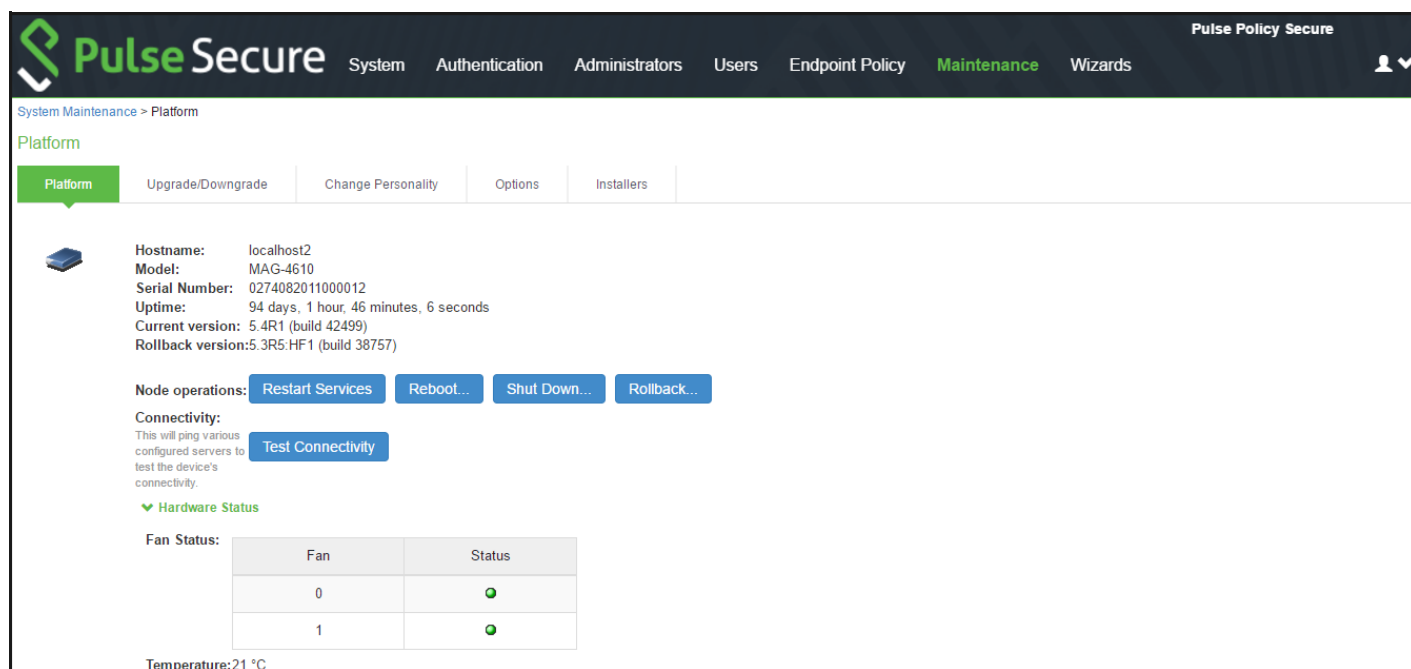 Pulse Policy Secure
Pulse Secure System Authentication Administrators Users Endpoint Policy Maintenance Wizards
System Maintenance > Platform
Platform
Platform Upgrade/Downgrade Change Personality Options Installers
Hostname: localhost2
Model: MAG-4610
Serial Number: 0274082011000012
Uptime: 94 days, 1 hour, 46 minutes, 6 seconds
Current version: 5.4R1 (build 42499)
Rollback version:5.3R5:HF1 (build 38757)
Node operations: Restart Services Reboot... Shut Down... Rollback...
Connectivity:
This will ping various
configured servers to
test the device's
connectivity.
Test Connectivity
Hardware Status
Fan Status:
Fan Status
0
1
Temperature:21 °C